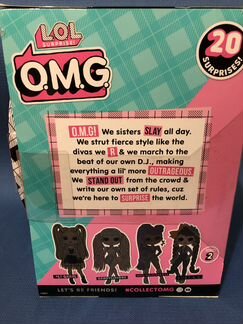 L.O.L.
SURPRISE!
O.M.G.
20
SURPRISES!
O.M.G! We sisters SLAY all day.
We strut fierce style like the
divas we R & we march to the
beat of our own D.J., making
everything a lil' more OUTRAGEOUS.
We STAND OUT from the crowd &
write our own set of rules, cuz
we're here to SURPRISE the world.
LET'S BE FRIENDS! #COLLECTOMG